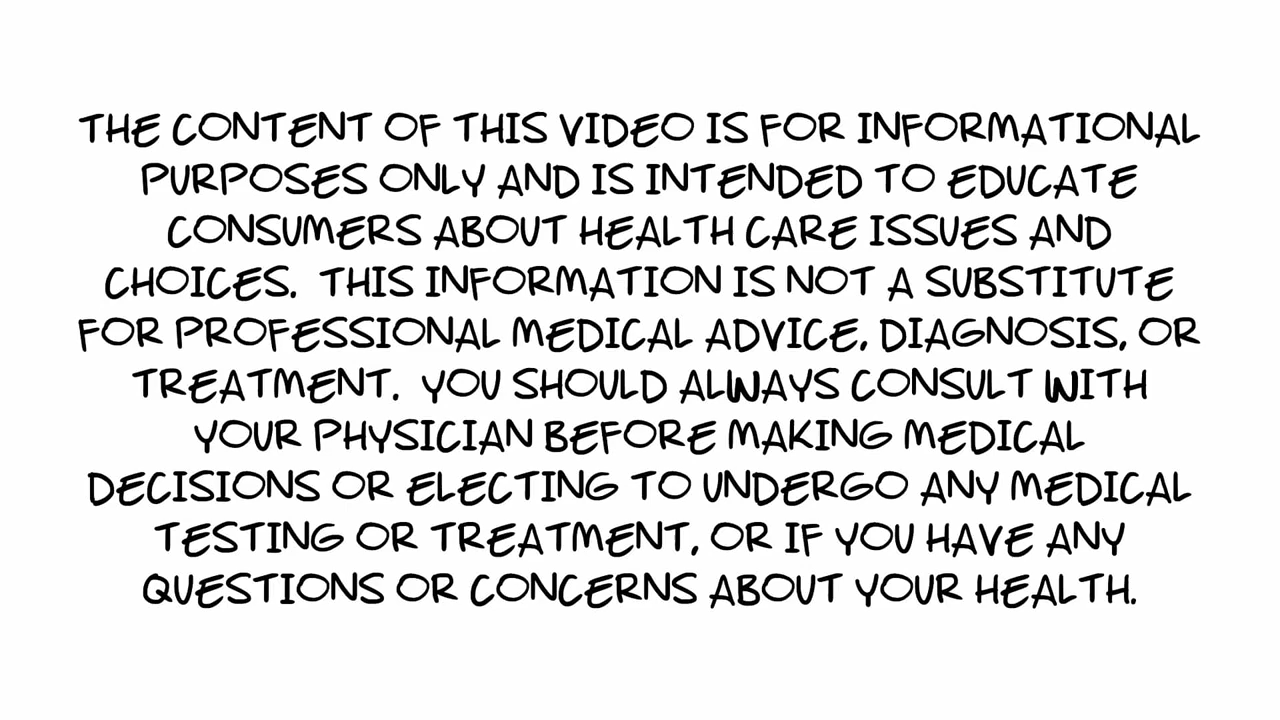 THE CONTENT OF THIS VIDEO IS FOR INFORMATIONAL
PURPOSES ONLY AND IS INTENDED TO EDUCATE
CONSUMERS ABOUT HEALTH CARE ISSUES AND
CHOICES. THIS INFORMATION IS NOT A SUBSTITUTE
FOR PROFESSIONAL MEDICAL ADVICE, DIAGNOSIS, OR
TREATMENT. YOU SHOULD ALWAYS CONSULT WITH
YOUR PHYSICIAN BEFORE MAKING MEDICAL
DECISIONS OR ELECTING TO UNDERGO ANY MEDICAL
TESTING OR TREATMENT, OR IF YOU HAVE ANY
QUESTIONS OR CONCERNS ABOUT YOUR HEALTH.